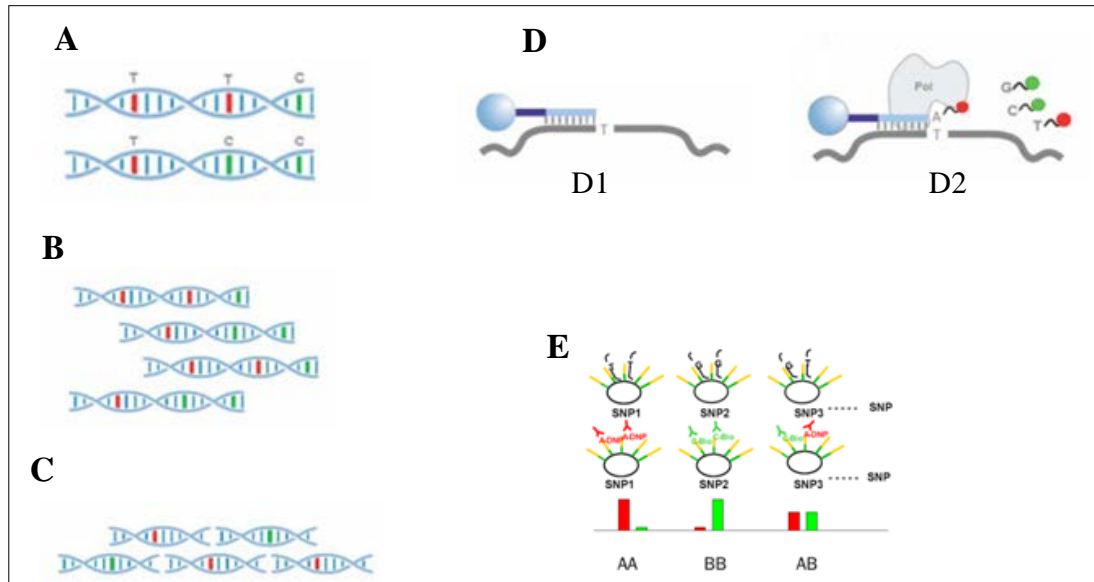 A
T T C
T C C
B
C
D
T
D1
Pol
A
T
G
C
T
D2
E
T T
G G
G T
SNP1 SNP2 SNP3 ----- SNP
A-DNP A-DNP C-Bio C-Bio C-Bio A-DNP
SNP1 SNP2 SNP3 ----- SNP
AA BB AB